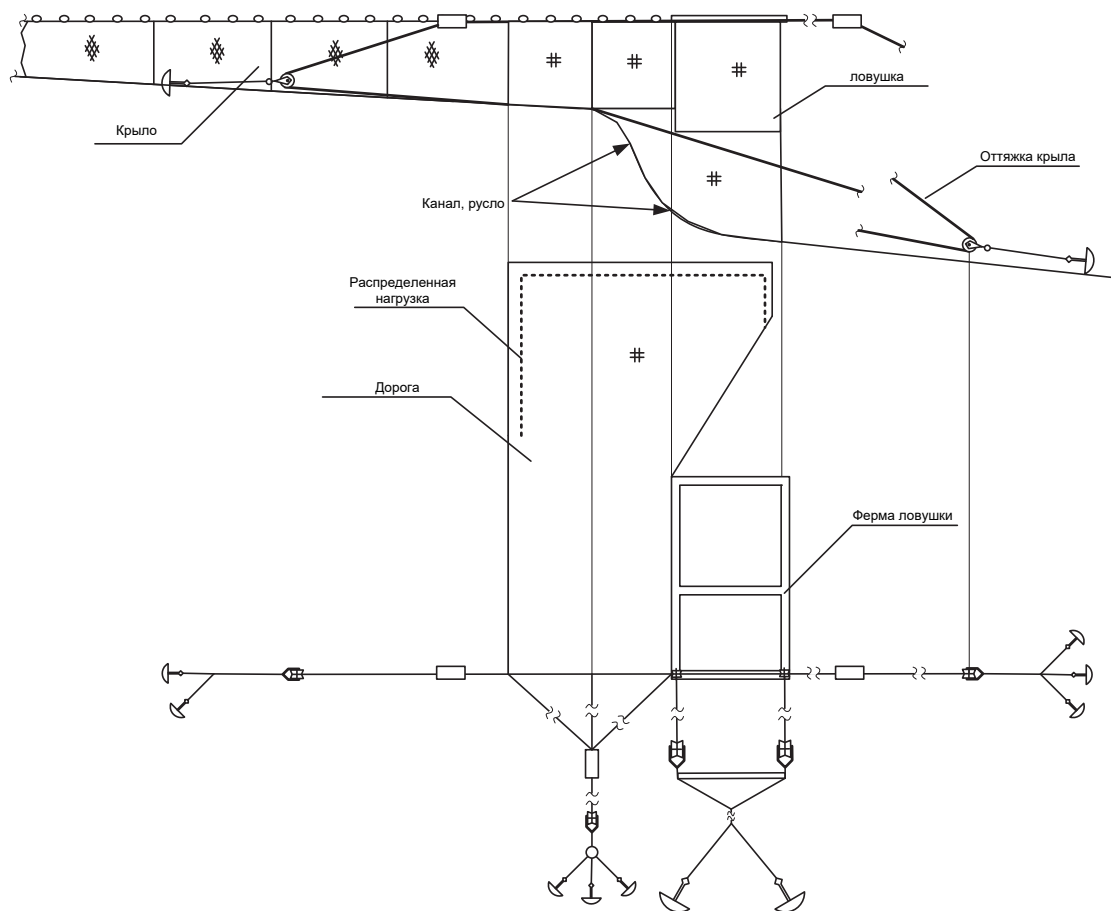 ловушка
Крыло
Оттяжка крыла
Канал, русло
Распределенная
нагрузка
Дорога
Ферма ловушки